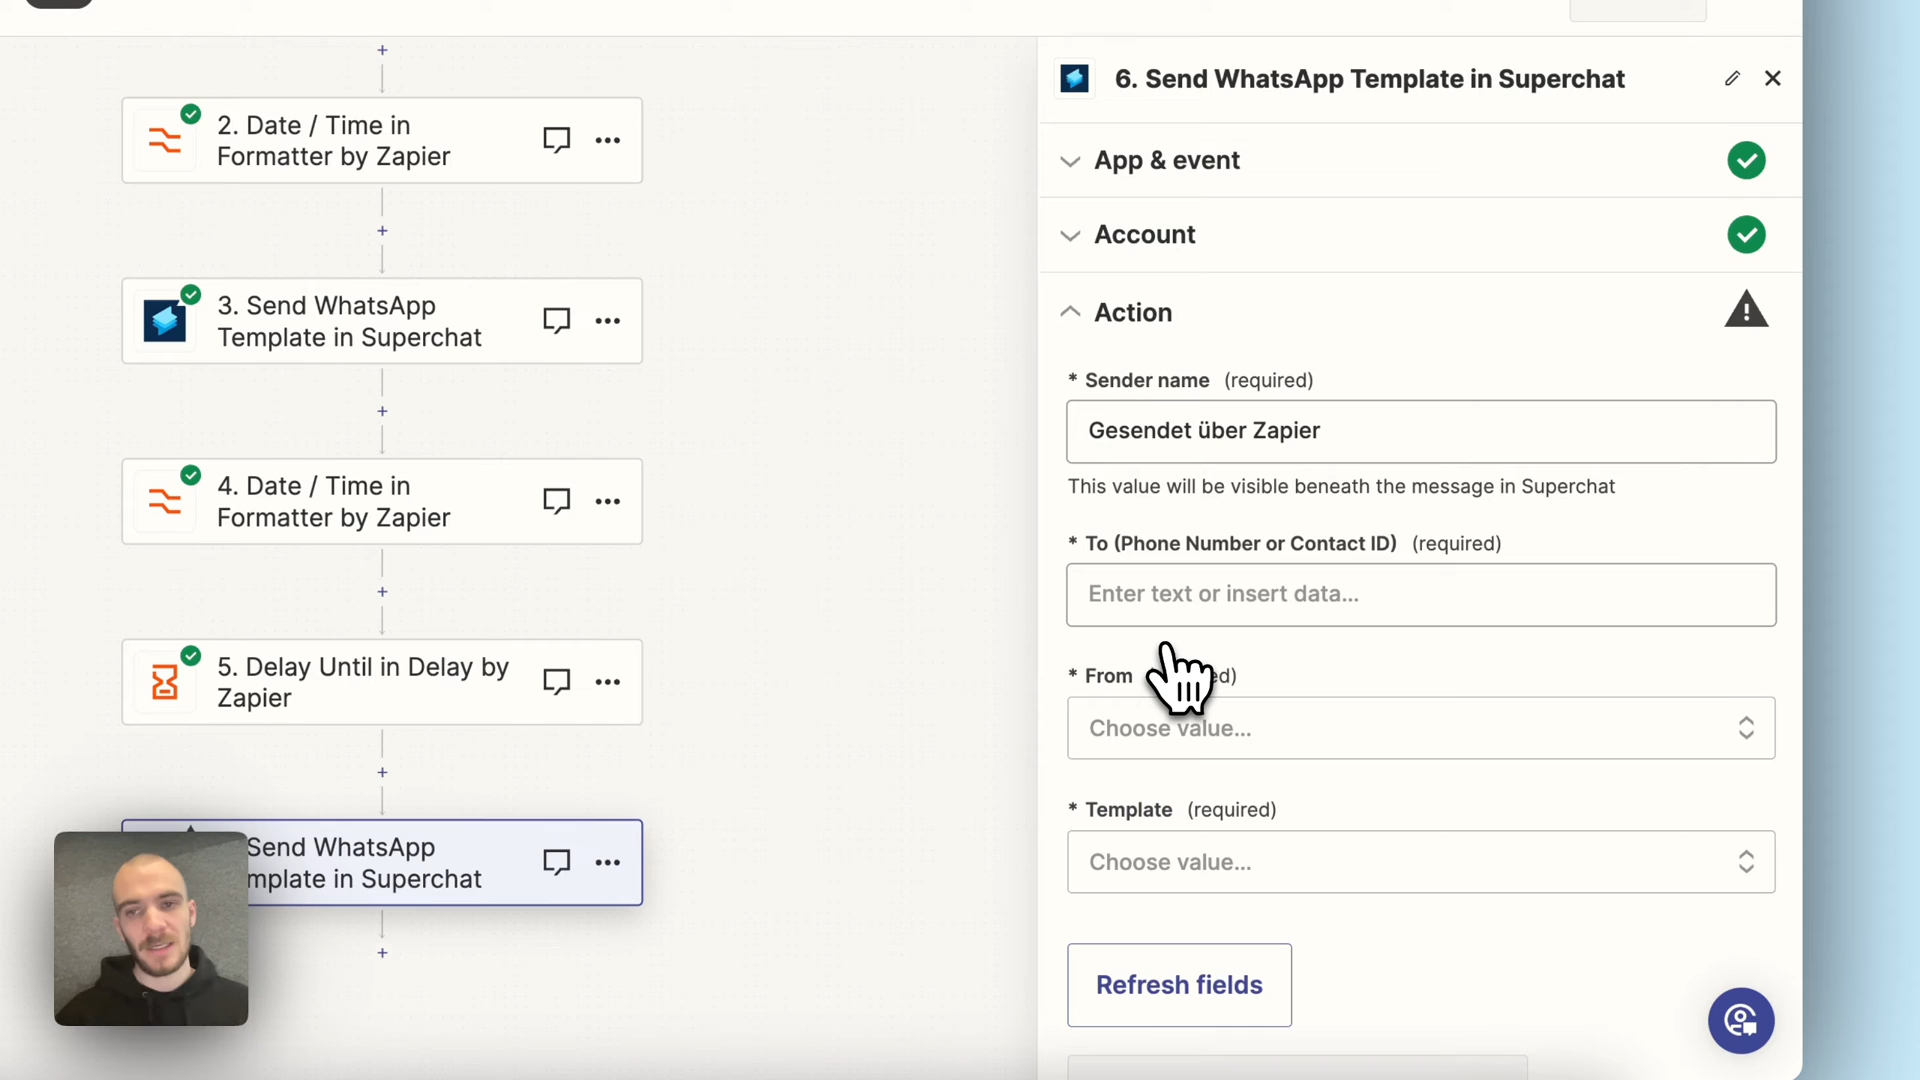 2. Date / Time in
Formatter by Zapier
3. Send WhatsApp
Template in Superchat
4. Date / Time in
Formatter by Zapier
5. Delay Until in Delay by
Zapier
Send WhatsApp
mplate in Superchat
6. Send WhatsApp Template in Superchat
App & event
Account
Action
* Sender name (required)
Gesendet über Zapier
This value will be visible beneath the message in Superchat
* To (Phone Number or Contact ID) (required)
Enter text or insert data...
* From d)
Choose value...
* Template (required)
Choose value...
Refresh fields